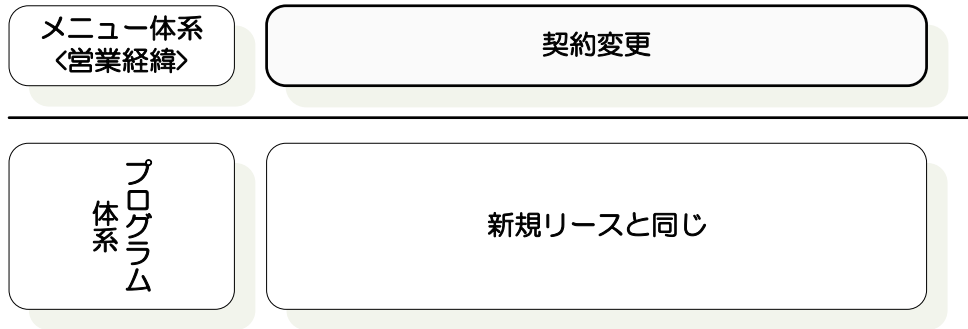 メニュー体系
<営業経緯>
契約変更
プログラム
体系
新規リースと同じ